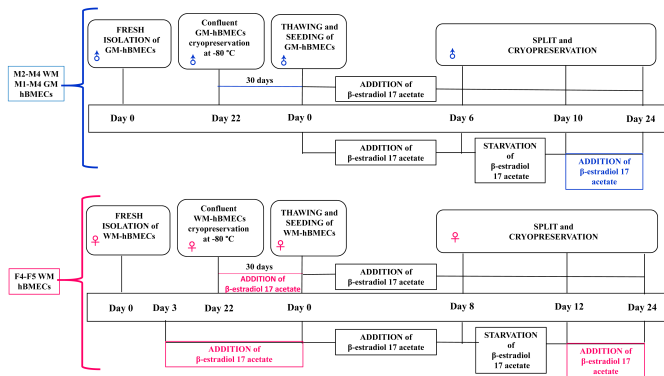 FRESH
ISOLATION of
GM-hBMECs
Confluent
GM-hBMECs
cryopreservation
at -80 °C
THAWING and
SEEDING of
GM-hBMECs
SPLIT and
CRYOPRESERVATION
M2-M4 WM
M1-M4 GM
hBMECs
30 days
ADDITION of
β-estradiol 17 acetate
Day 0
Day 22
Day 0
Day 6
Day 10
Day 24
ADDITION of
β-estradiol 17 acetate
STARVATION
of
β-estradiol
17 acetate
ADDITION of
β-estradiol 17
acetate
FRESH
ISOLATION of
WM-hBMECs
Confluent
WM-hBMECs
cryopreservation
at -80 °C
THAWING and
SEEDING of
WM-hBMECs
SPLIT and
CRYOPRESERVATION
F4-F5 WM
hBMECs
30 days
ADDITION of
β-estradiol 17 acetate
ADDITION of
β-estradiol 17 acetate
Day 0
Day 3
Day 22
Day 0
Day 8
Day 12
Day 24
ADDITION of
β-estradiol 17 acetate
ADDITION of
β-estradiol 17 acetate
STARVATION
of
β-estradiol
17 acetate
ADDITION of
β-estradiol 17
acetate